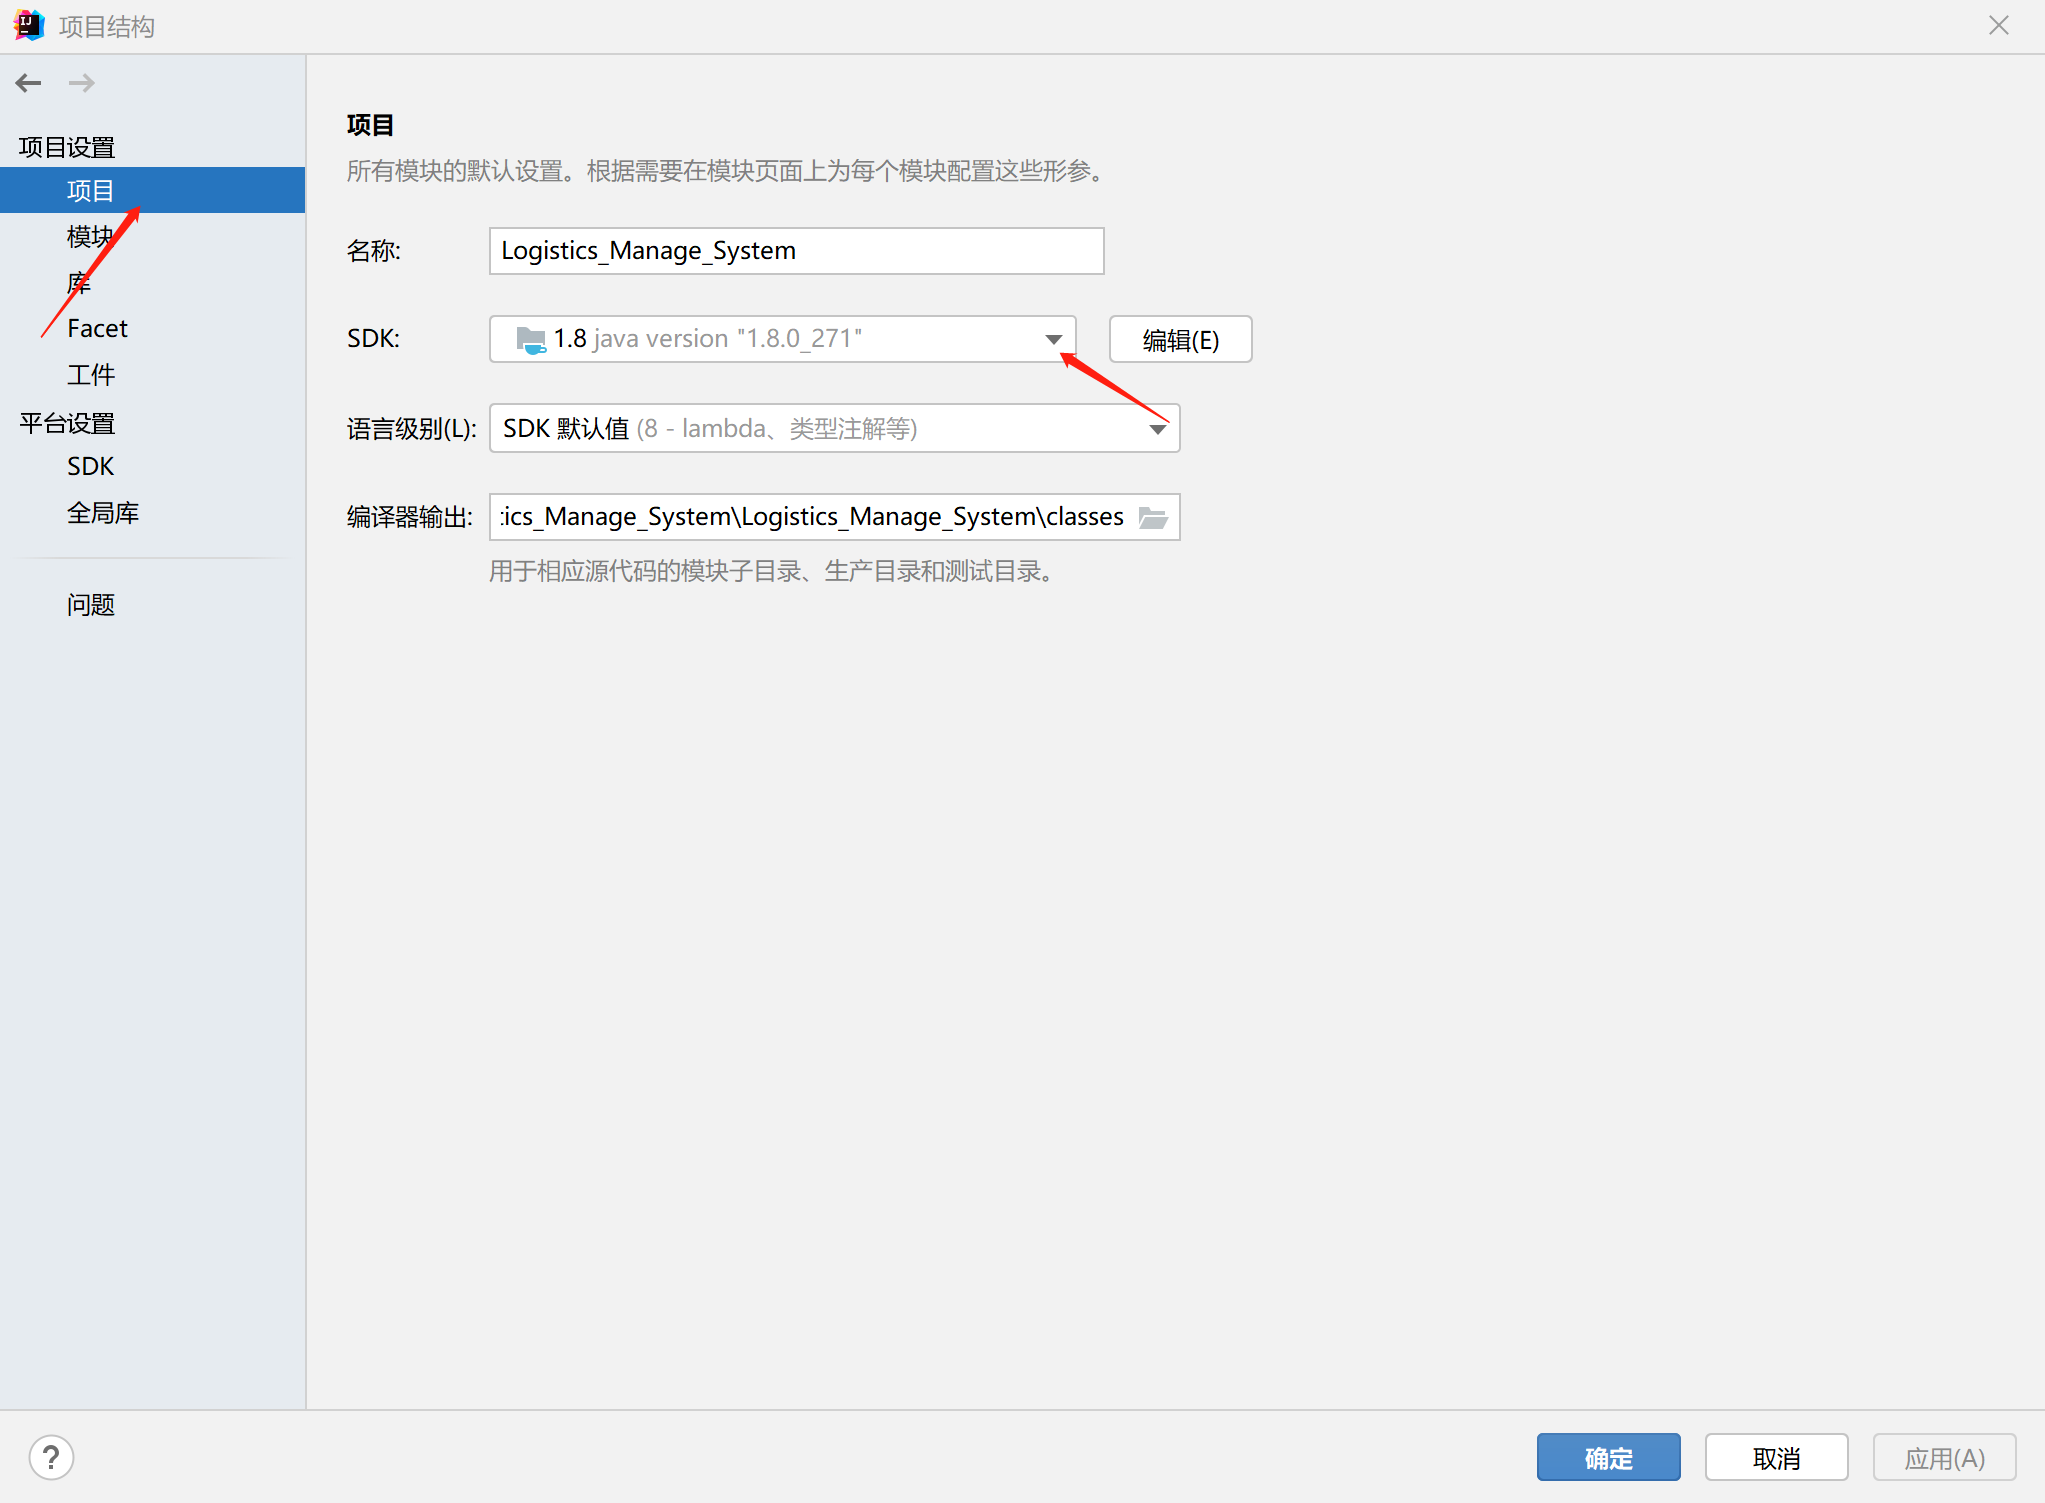 项目结构
项目设置
项目
模块
库
Facet
工件
平台设置
SDK
全局库
问题
项目
所有模块的默认设置。根据需要在模块页面上为每个模块配置这些形参。
名称: Logistics_Manage_System
SDK: 1.8 java version "1.8.0_271" 编辑(E)
语言级别(L): SDK 默认值 (8 - lambda、类型注解等)
编译器输出: tics_Manage_System\Logistics_Manage_System\classes
用于相应源代码的模块子目录、生产目录和测试目录。
? 确定 取消 应用(A)